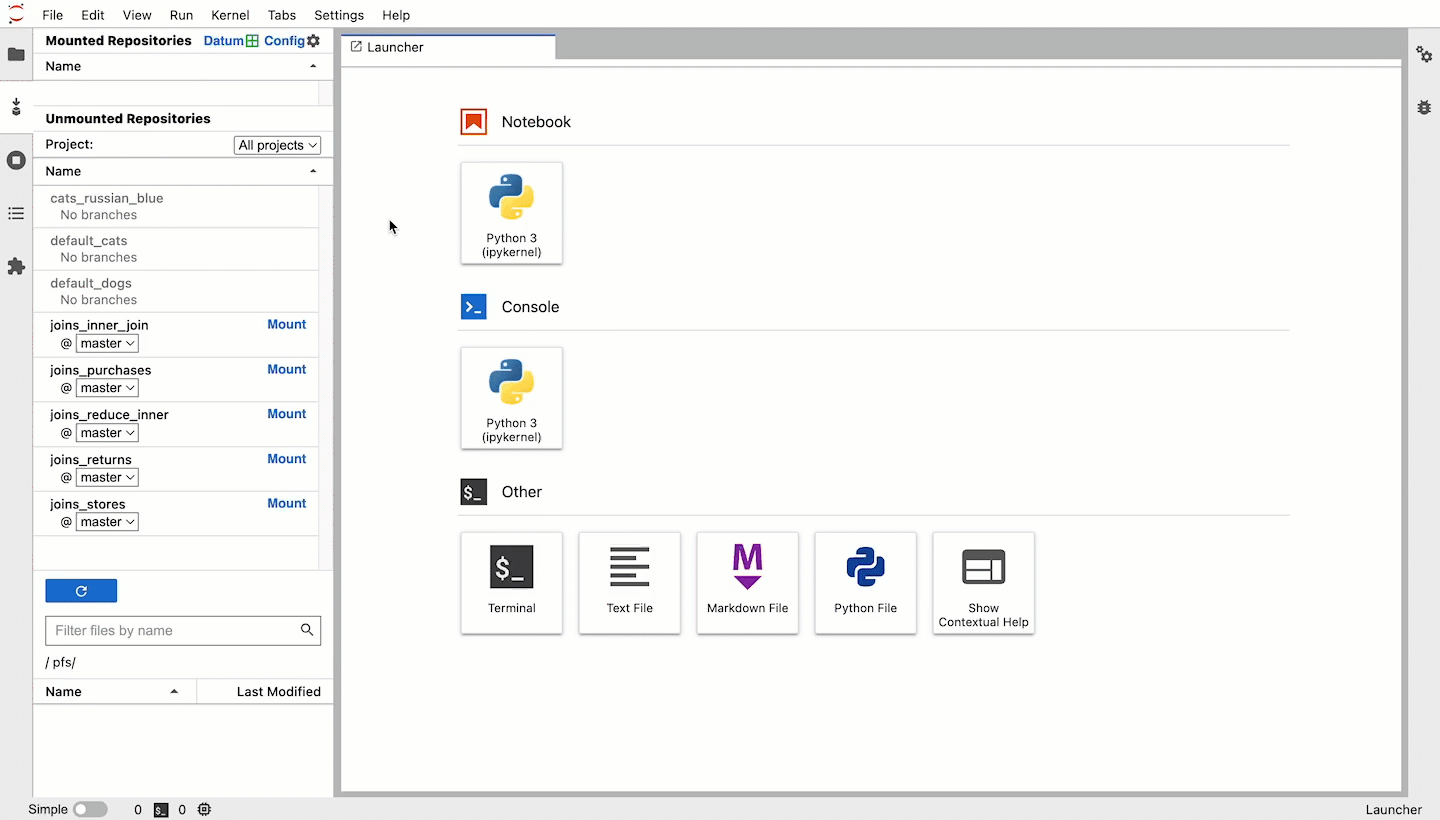 File Edit View Run Kernel Tabs Settings Help
Mounted Repositories Datum Config
Name
Unmounted Repositories
Project: All projects
Name
cats_russian_blue
No branches
default_cats
No branches
default_dogs
No branches
joins_inner_join Mount
@ master
joins_purchases Mount
@ master
joins_reduce_inner Mount
@ master
joins_returns Mount
@ master
joins_stores Mount
@ master
Filter files by name
/ pfs/
Name Last Modified
Launcher
Notebook
Python 3
(ipykernel)
Console
Python 3
(ipykernel)
$_ Other
$_
Terminal
Text File
M
Markdown File
Python File
Show
Contextual Help
Simple 0 $_ 0 Launcher